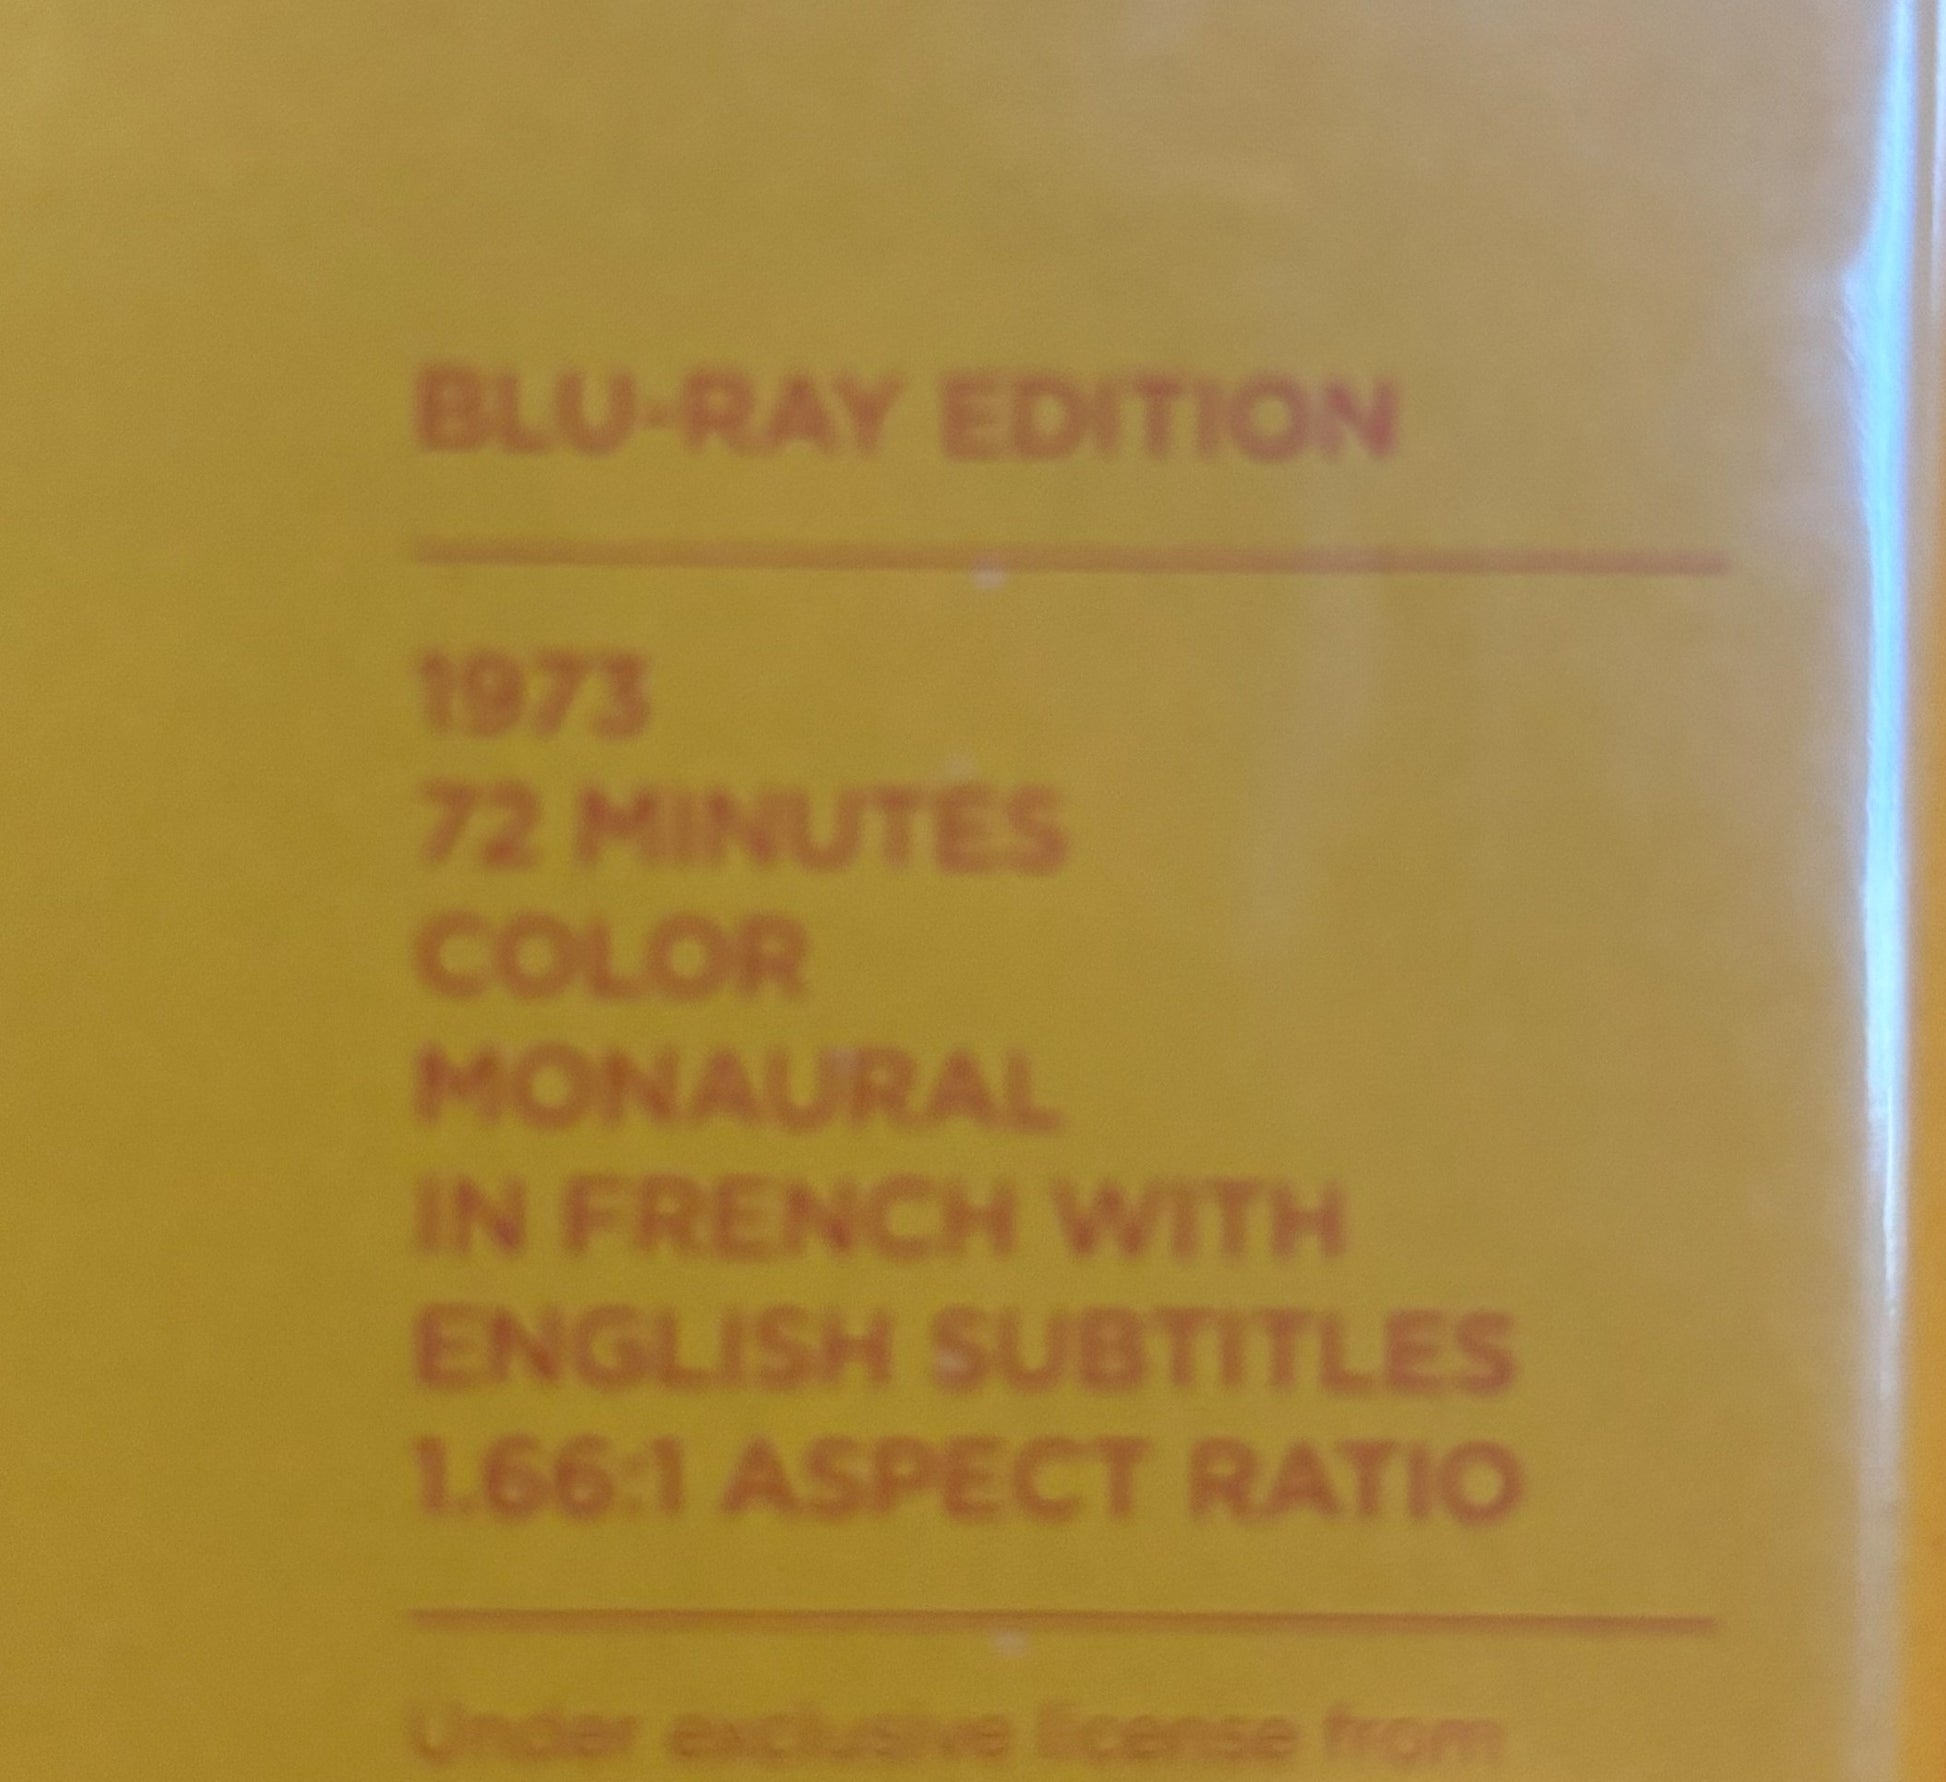 BLU-RAY EDITION
1973
72 MINUTES
COLOR
MONAURAL
IN FRENCH WITH
ENGLISH SUBTITLES
1.66:1 ASPECT RATIO
Under exclusive license from